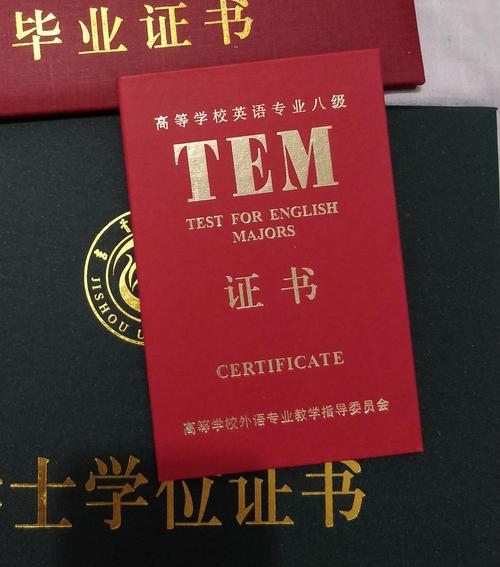 毕业证书
高等学校英语专业八级
TEM
TEST FOR ENGLISH
MAJORS
证书
CERTIFICATE
高等学校外语专业教学指导委员会
JISHOU U
士学位证书